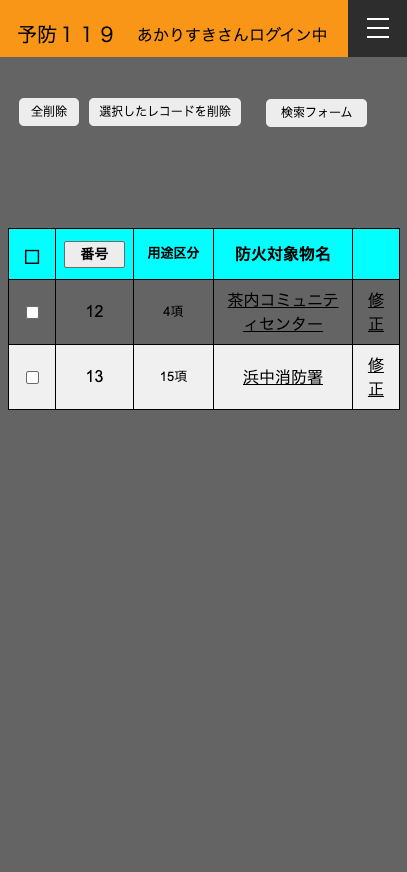 予防１１９ あかりすきさんログイン中
全削除 選択したレコードを削除 検索フォーム
番号 用途区分 防火対象物名
12 4項 茶内コミュニテ 修
ィセンター 正
13 15項 浜中消防署 修
正